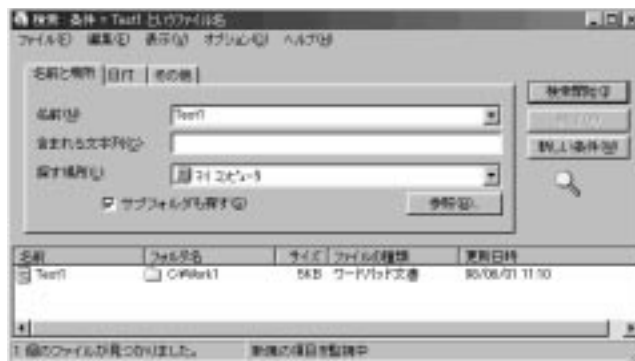 検索: 条件 = Test1 というファイル名
ファイル(F) 編集(E) 表示(V) オプション(O) ヘルプ(H)
名前と場所 日付 その他
名前(N) Test1
含まれる文字列(C)
探す場所(L) マイ コンピュータ
サブフォルダも探す(S) 参照(B)...
検索開始(I)
新しい条件(W)
名前 フォルダ名 サイズ ファイルの種類 更新日時
Test1 C:¥Work1 5KB ワードパッド文書 98/06/01 11:10
1 個のファイルが見つかりました。 新規の項目を監視中